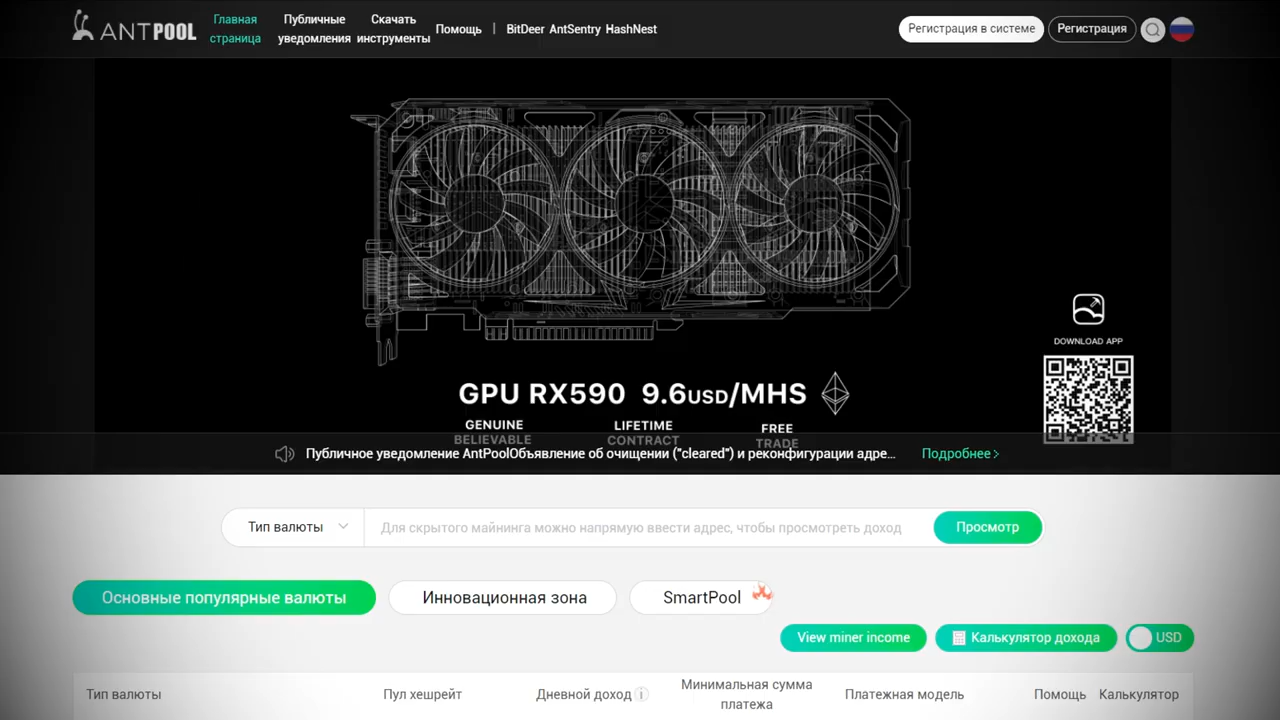 ANTPOOL
Главная страница
Публичные уведомления
Скачать инструменты
Помощь | BitDeer AntSentry HashNest
Регистрация в системе
Регистрация
DOWNLOAD APP
GPU RX590 9.6USD/MHS
GENUINE BELIEVABLE
LIFETIME CONTRACT
FREE TRADE
Публичное уведомление AntPoolОбъявление об очищении ("cleared") и реконфигурации адре... Подробнее >
Тип валюты
Для скрытого майнинга можно напрямую ввести адрес, чтобы просмотреть доход
Просмотр
Основные популярные валюты
Инновационная зона
SmartPool
View miner income
Калькулятор дохода
USD
Тип валюты
Пул хешрейт
Дневной доход
Минимальная сумма платежа
Платежная модель
Помощь
Калькулятор